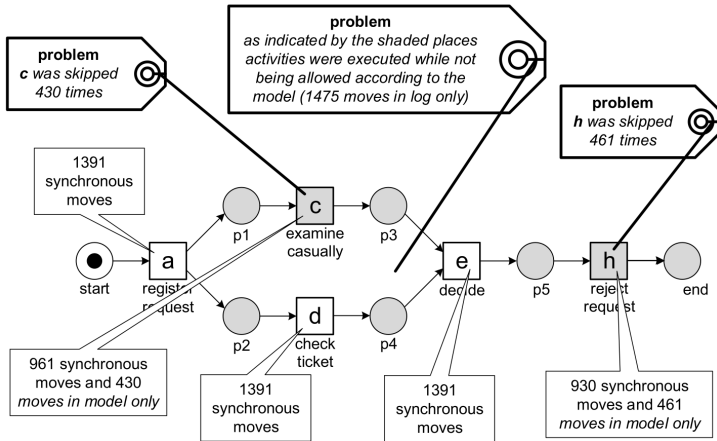 problem
c was skipped
430 times
problem
as indicated by the shaded places
activities were executed while not
being allowed according to the
model (1475 moves in log only)
problem
h was skipped
461 times
1391
synchronous
moves
start
a
register
request
p1
c
examine
casually
p3
p2
d
check
ticket
p4
e
decide
p5
h
reject
request
end
961 synchronous
moves and 430
moves in model only
1391
synchronous
moves
1391
synchronous
moves
930 synchronous
moves and 461
moves in model only